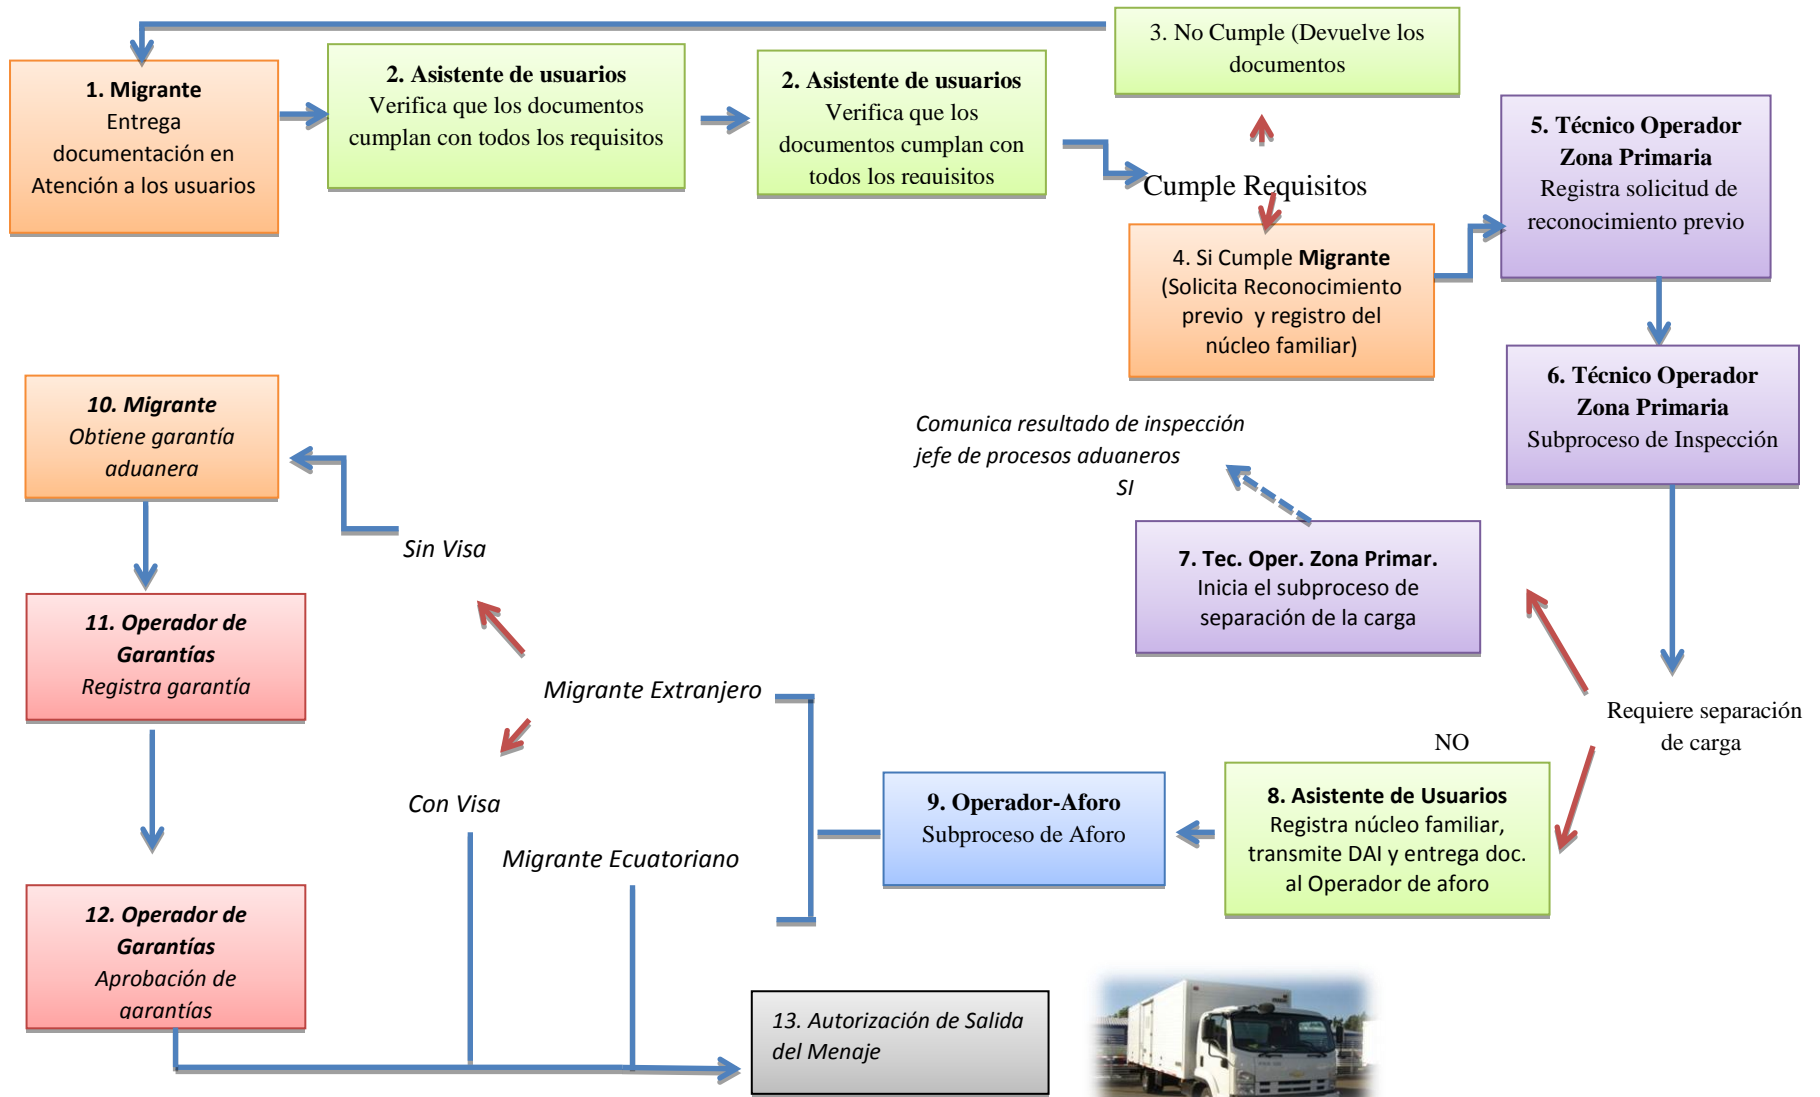 3. No Cumple (Devuelve los
documentos
1. Migrante
Entrega
documentación en
Atención a los usuarios
2. Asistente de usuarios
Verifica que los documentos
cumplan con todos los requisitos
2. Asistente de usuarios
Verifica que los
documentos cumplan con
todos los requisitos
Cumple Requisitos
4. Si Cumple Migrante
(Solicita Reconocimiento
previo y registro del
núcleo familiar)
5. Técnico Operador
Zona Primaria
Registra solicitud de
reconocimiento previo
6. Técnico Operador
Zona Primaria
Subproceso de Inspección
Comunica resultado de inspección
jefe de procesos aduaneros
SI
7. Tec. Oper. Zona Primar.
Inicia el subproceso de
separación de la carga
Requiere separación
de carga
NO
8. Asistente de Usuarios
Registra núcleo familiar,
transmite DAI y entrega doc.
al Operador de aforo
9. Operador-Aforo
Subproceso de Aforo
Migrante Extranjero
Sin Visa
Con Visa
Migrante Ecuatoriano
10. Migrante
Obtiene garantía
aduanera
11. Operador de
Garantías
Registra garantía
12. Operador de
Garantías
Aprobación de
garantías
13. Autorización de Salida
del Menaje